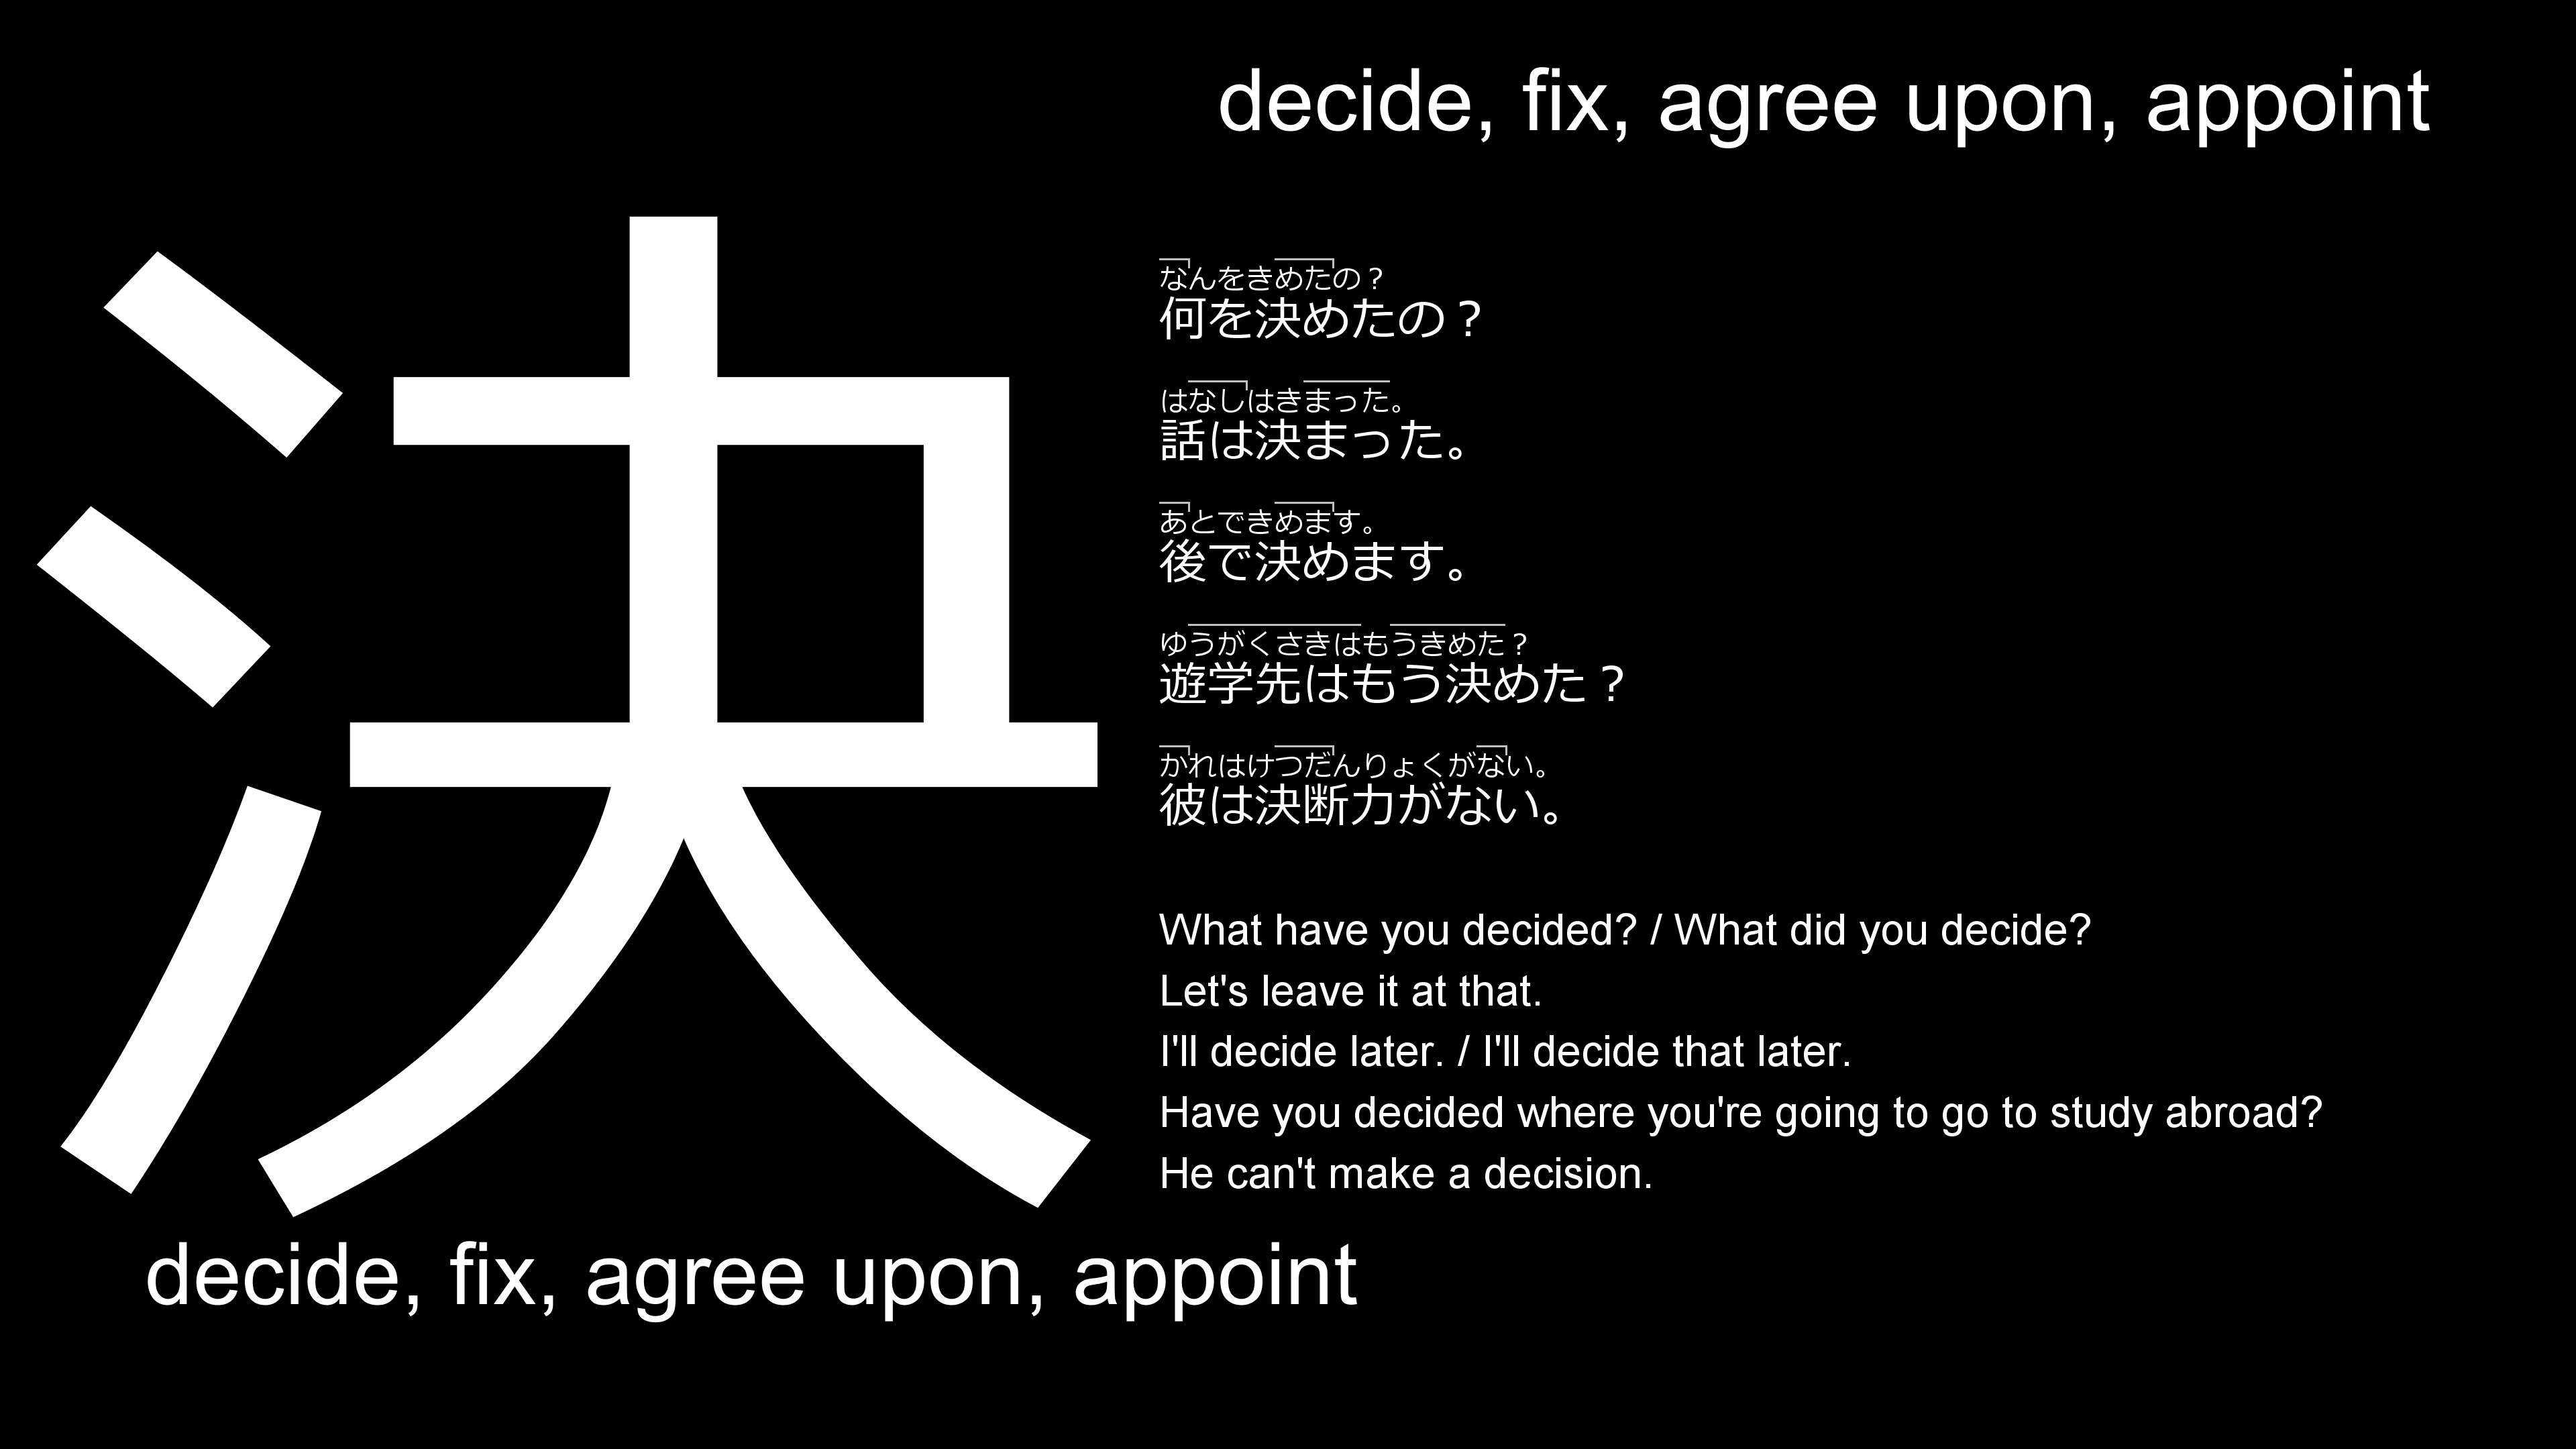 decide, fix, agree upon, appoint
決
なんをきめたの？
何を決めたの？
はなしはきまった。
話は決まった。
あとできめます。
後で決めます。
ゆうがくさきはもうきめた？
遊学先はもう決めた？
かれはけつだんりょくがない。
彼は決断力がない。
What have you decided? / What did you decide?
Let's leave it at that.
I'll decide later. / I'll decide that later.
Have you decided where you're going to go to study abroad?
He can't make a decision.
decide, fix, agree upon, appoint